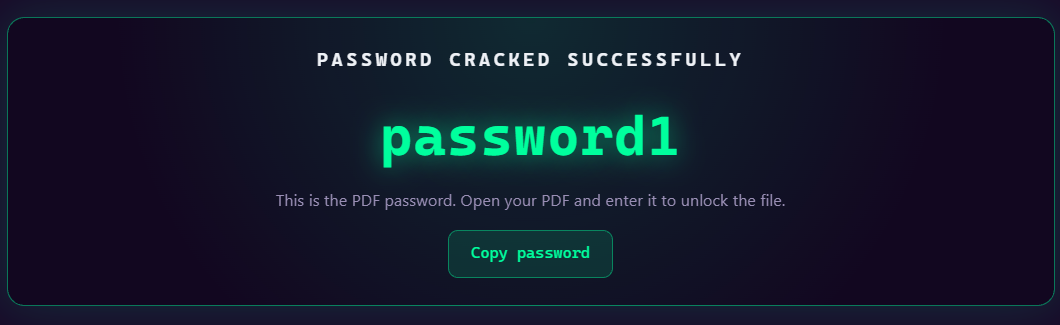 PASSWORD CRACKED SUCCESSFULLY
password1
This is the PDF password. Open your PDF and enter it to unlock the file.
Copy password